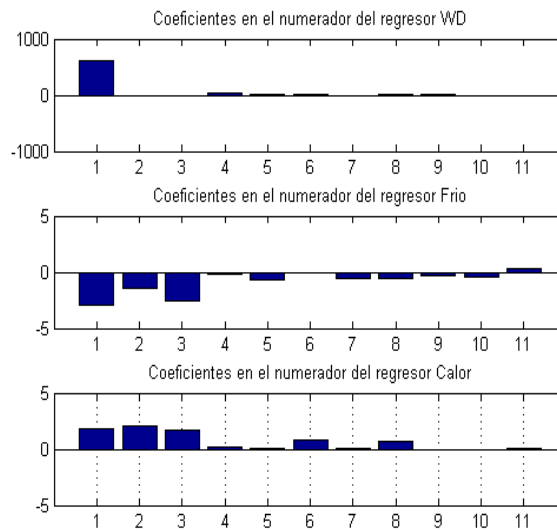 Coeficientes en el numerador del regresor WD
1000
0
-1000
1 2 3 4 5 6 7 8 9 10 11
Coeficientes en el numerador del regresor Frio
5
0
-5
1 2 3 4 5 6 7 8 9 10 11
Coeficientes en el numerador del regresor Calor
5
0
-5
1 2 3 4 5 6 7 8 9 10 11